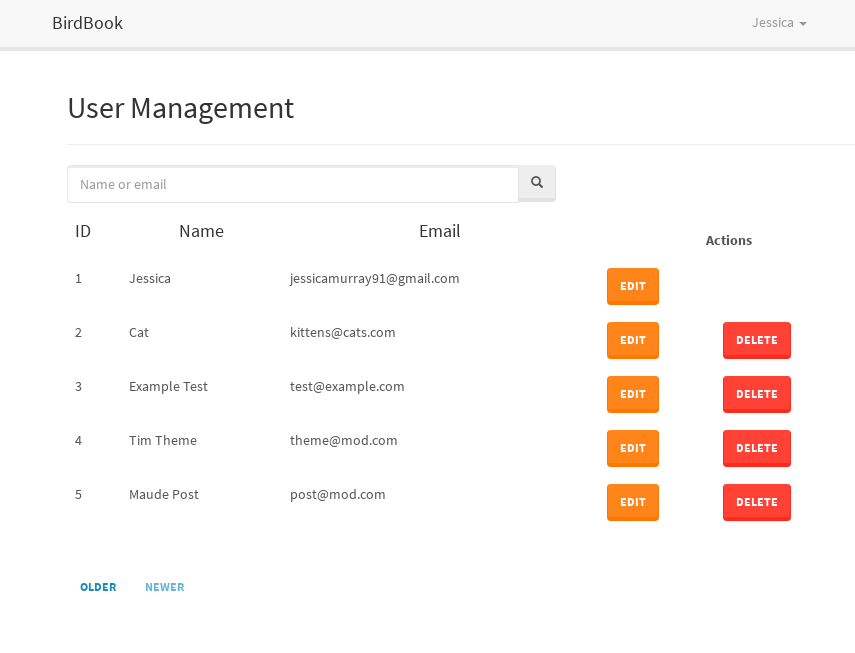 BirdBook Jessica
User Management
Name or email
ID Name Email Actions
1 Jessica jessicamurray91@gmail.com EDIT
2 Cat kittens@cats.com EDIT DELETE
3 Example Test test@example.com EDIT DELETE
4 Tim Theme theme@mod.com EDIT DELETE
5 Maude Post post@mod.com EDIT DELETE
OLDER NEWER